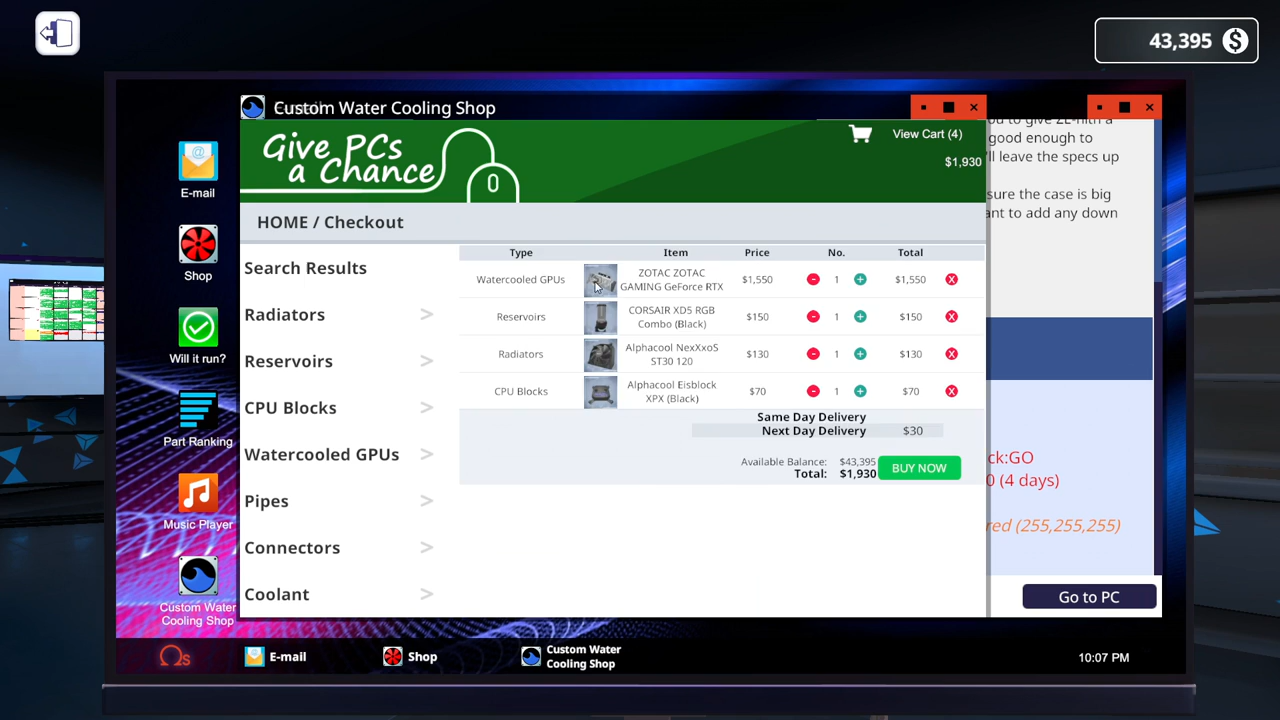 43,395 $
Custom Water Cooling Shop
Give PCs
a Chance
View Cart (4)
$1,930
HOME / Checkout
Search Results
Radiators >
Reservoirs >
CPU Blocks >
Watercooled GPUs >
Pipes >
Connectors >
Coolant >
Type Item Price No. Total
Watercooled GPUs ZOTAC ZOTAC GAMING GeForce RTX $1,550 - 1 + $1,550 x
Reservoirs CORSAIR XD5 RGB Combo (Black) $150 - 1 + $150 x
Radiators Alphacool NexXxoS ST30 120 $130 - 1 + $130 x
CPU Blocks Alphacool Eisblock XPX (Black) $70 - 1 + $70 x
Same Day Delivery
Next Day Delivery $30
Available Balance: $43,395
Total: $1,930
BUY NOW
good enough to
'll leave the specs up
sure the case is big
ant to add any down
ck:GO
0 (4 days)
red (255,255,255)
Go to PC
E-mail
Shop
Will it run?
Part Ranking
Music Player
Custom Water
Cooling Shop
E-mail
Shop
Custom Water
Cooling Shop
10:07 PM